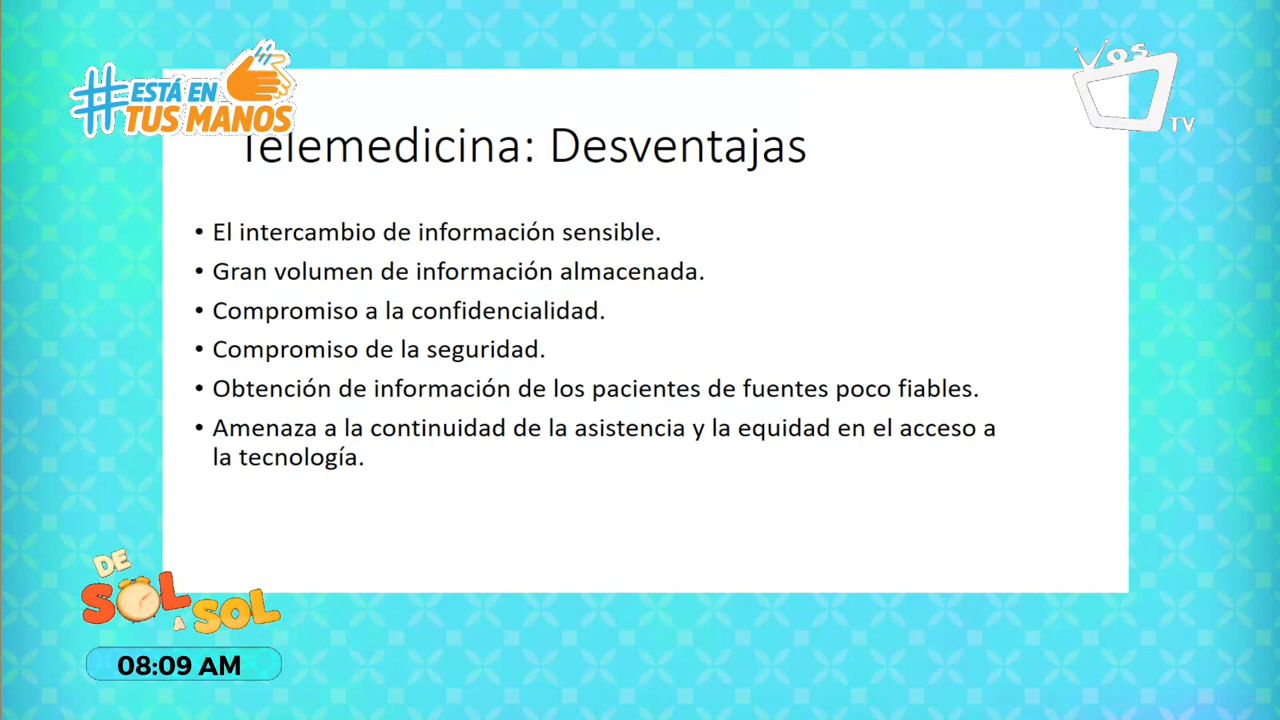 #ESTÁ EN
TUS MANOS
VOS
TV
Telemedicina: Desventajas
• El intercambio de información sensible.
• Gran volumen de información almacenada.
• Compromiso a la confidencialidad.
• Compromiso de la seguridad.
• Obtención de información de los pacientes de fuentes poco fiables.
• Amenaza a la continuidad de la asistencia y la equidad en el acceso a
la tecnología.
DE
SOL
A
SOL
08:09 AM